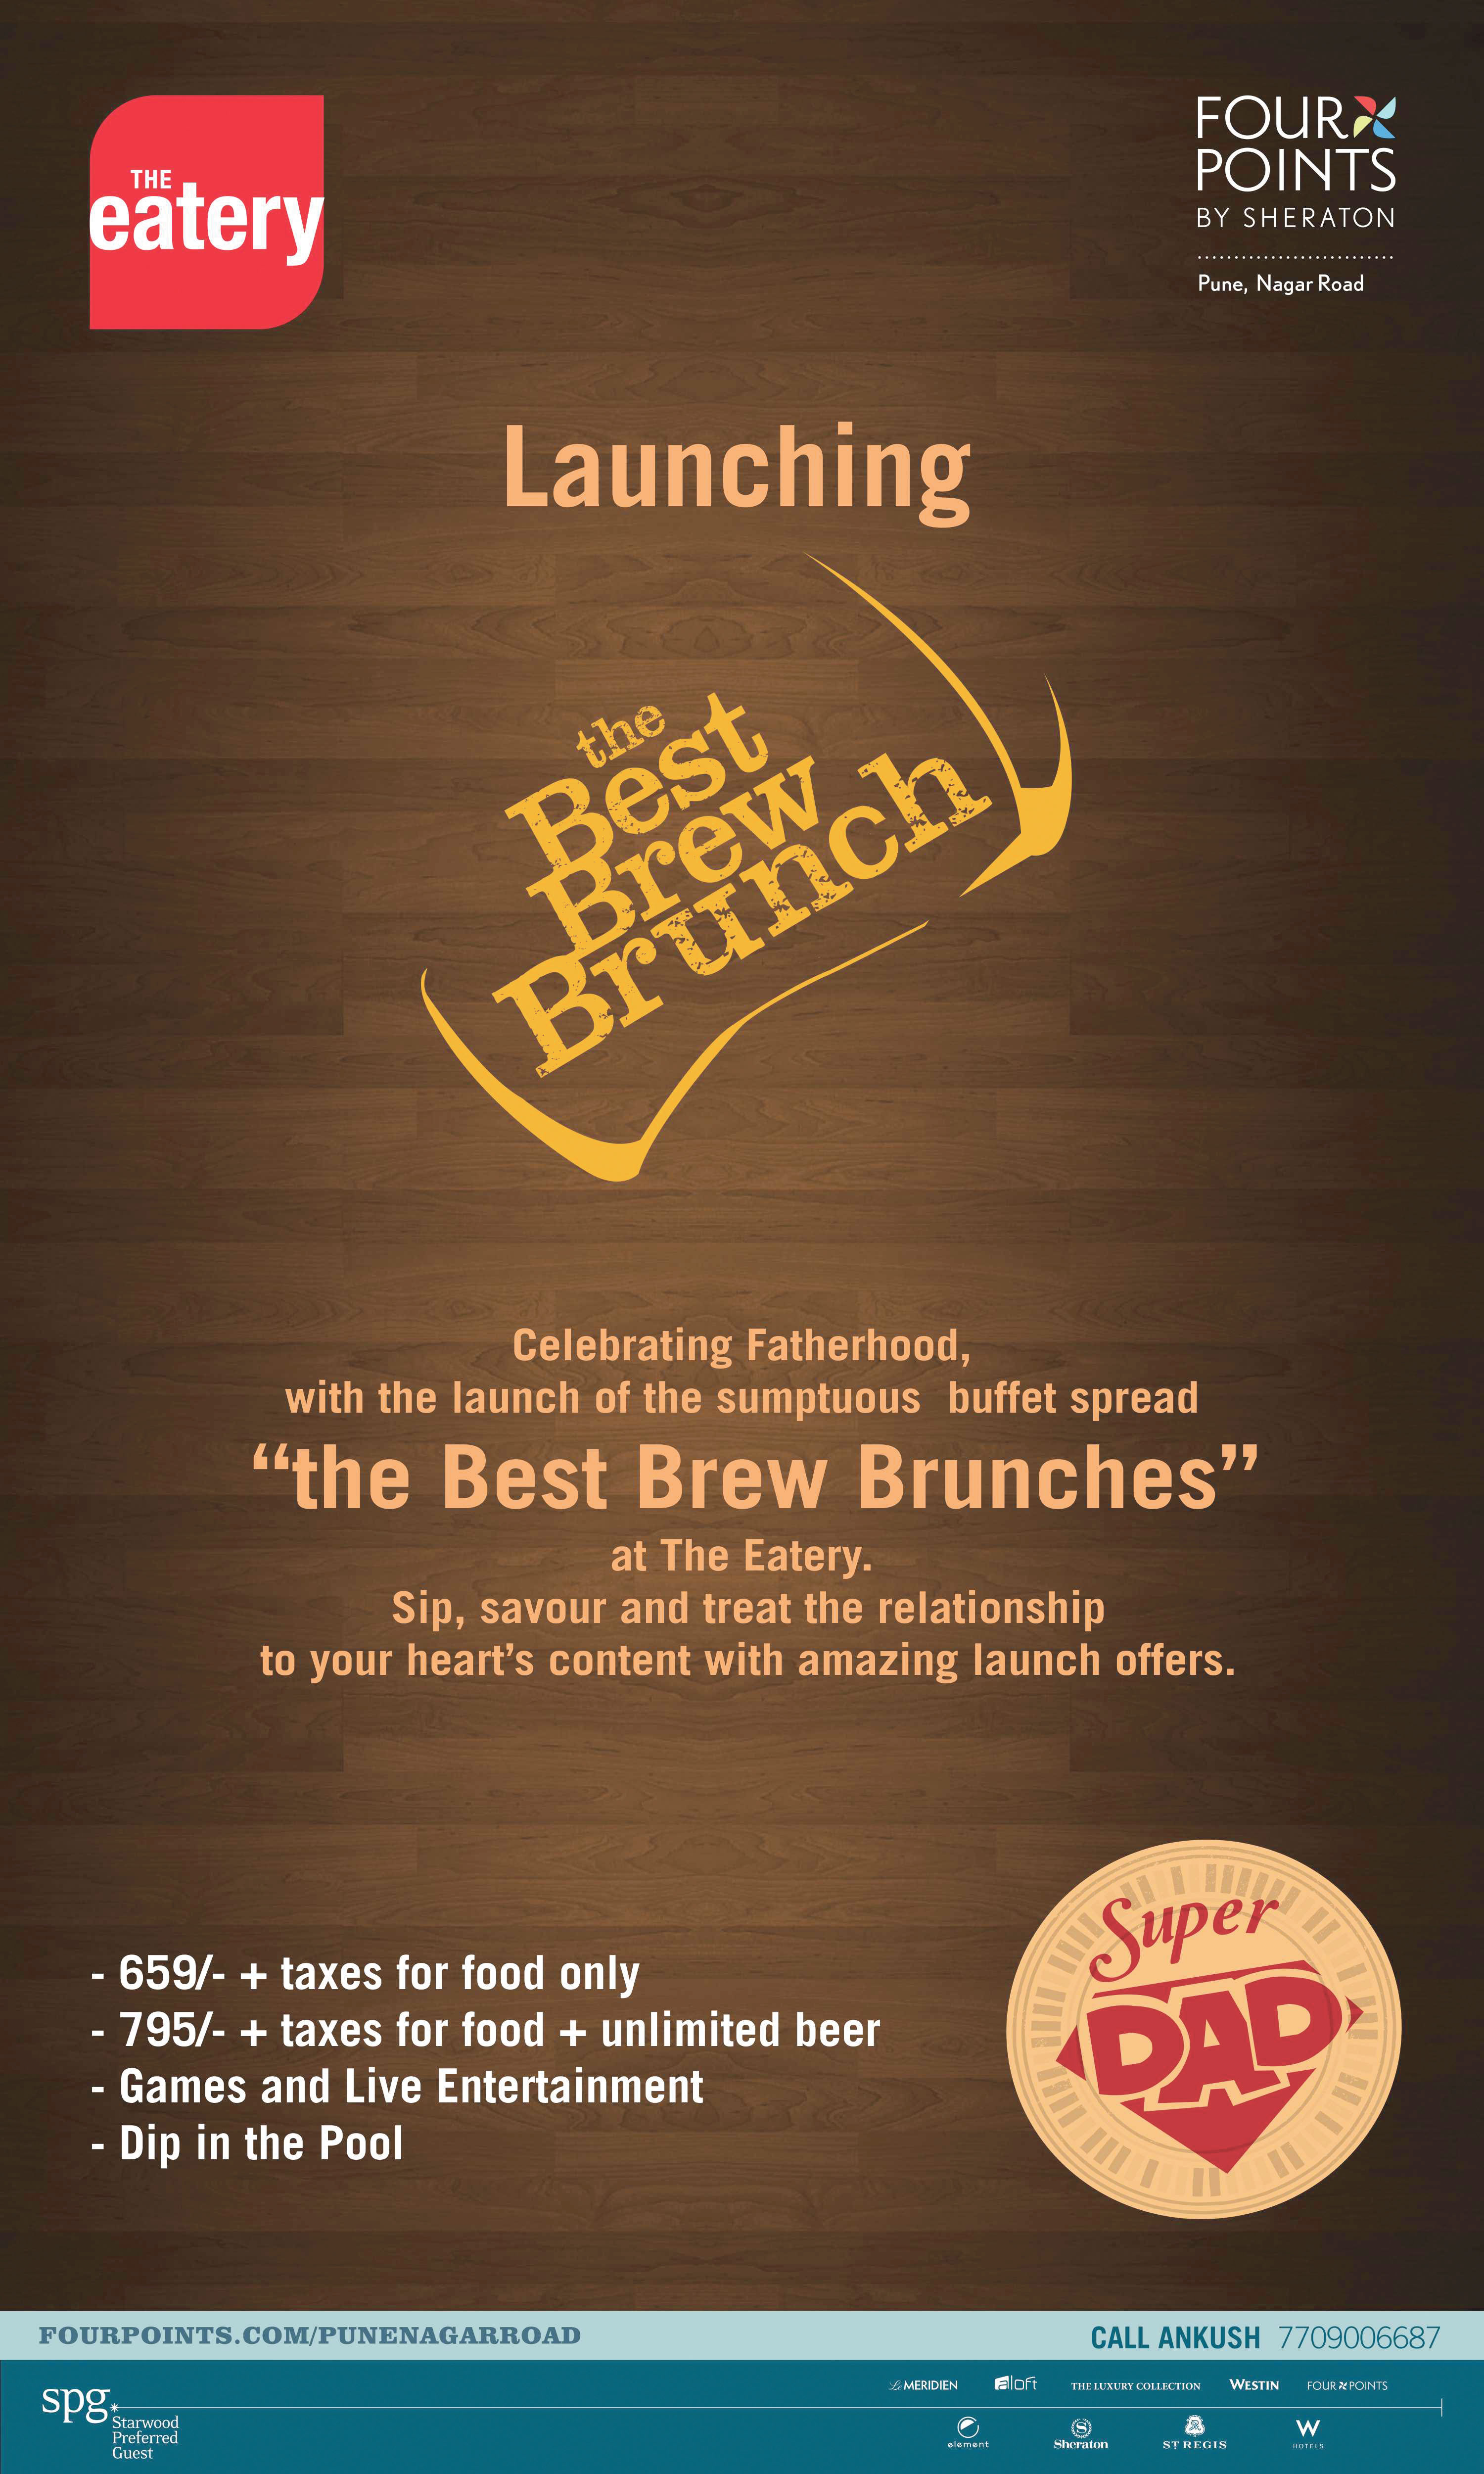 THE
eatery
FOUR
POINTS
BY SHERATON
Pune, Nagar Road
Launching
the
Best
Brew
Brunch
Celebrating Fatherhood,
with the launch of the sumptuous buffet spread
“the Best Brew Brunches”
at The Eatery.
Sip, savour and treat the relationship
to your heart’s content with amazing launch offers.
- 659/- + taxes for food only
- 795/- + taxes for food + unlimited beer
- Games and Live Entertainment
- Dip in the Pool
Super
DAD
FOURPOINTS.COM/PUNENAGARROAD
CALL ANKUSH 7709006687
spg
Starwood
Preferred
Guest
Le MERIDIEN aloft THE LUXURY COLLECTION WESTIN FOUR POINTS
element Sheraton ST REGIS W HOTELS